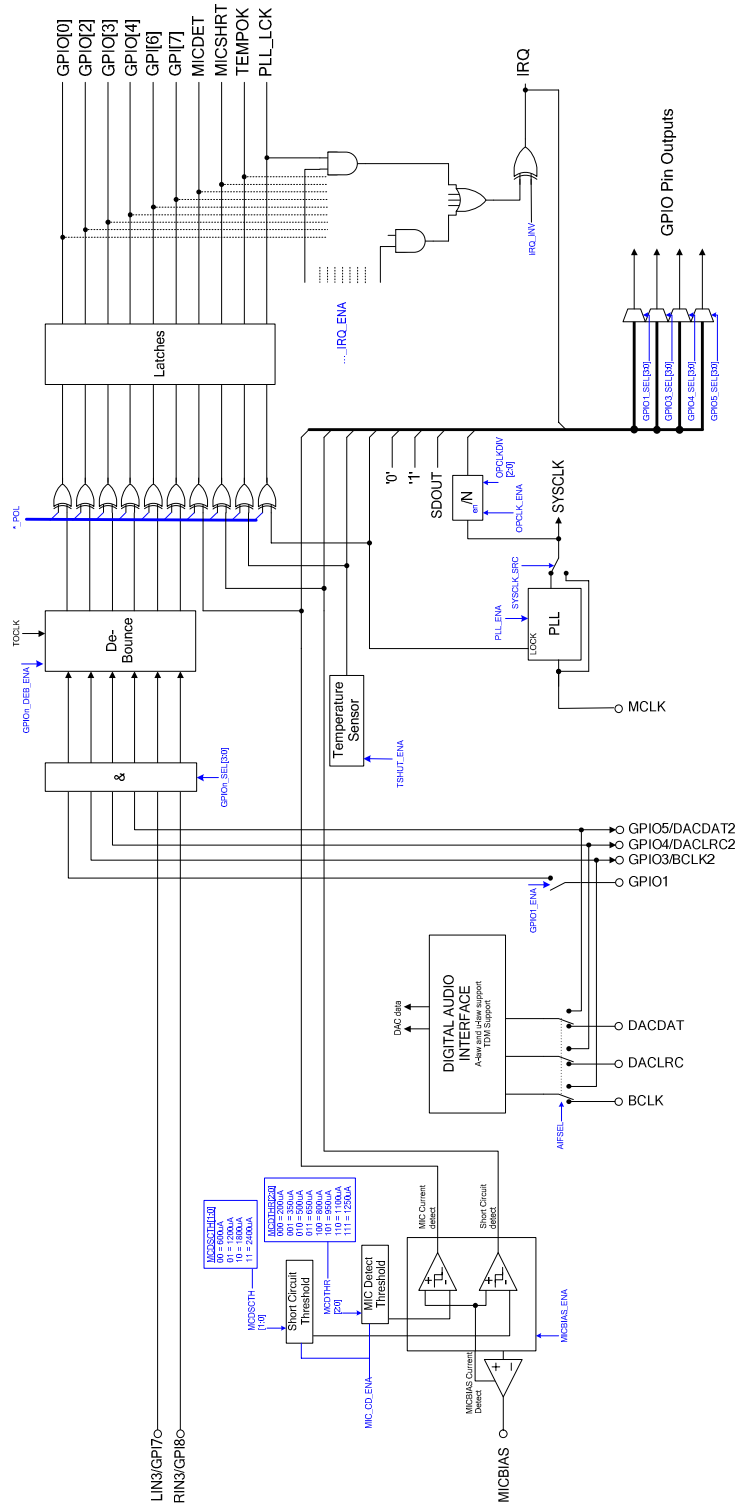 GPIO[0]
GPIO[2]
GPIO[3]
GPIO[4]
GPI[6]
GPI[7]
MICDET
MICSHRT
TEMPOK
PLL_LCK
IRQ
IRQ_INV
..._IRQ_ENA
GPIO Pin Outputs
Latches
GPIO1_SEL[3:0]
GPIO3_SEL[3:0]
GPIO4_SEL[3:0]
GPIO5_SEL[3:0]
*_POL
'0'
'1'
SDOUT
/N
en
OPCLKDIV
[2:0]
OPCLK_ENA
SYSCLK
SYSCLK_SRC
TOCLK
De-
Bounce
GPIOn_DEB_ENA
PLL_ENA
LOCK
PLL
MCLK
Temperature
Sensor
TSHUT_ENA
&
GPIOn_SEL[3:0]
GPIO5/DACDAT2
GPIO4/DACLRC2
GPIO3/BCLK2
GPIO1
GPIO1_ENA
DAC data
DIGITAL AUDIO
INTERFACE
A-law and u-law support
TDM Support
DACDAT
DACLRC
BCLK
AIFSEL
MCDSCTH[1:0]
00 = 600uA
01 = 1200uA
10 = 1800uA
11 = 2400uA
MCDTHR[2:0]
000 = 200uA
001 = 350uA
010 = 500uA
011 = 650uA
100 = 800uA
101 = 950uA
110 = 1100uA
111 = 1250uA
MCDSCTH
[1:0]
Short Circuit
Threshold
MCDTHR
[2:0]
MIC Detect
Threshold
MIC Current
detect
Short Circuit
detect
+
-
+
-
MIC_CD_ENA
MICBIAS_ENA
MICBIAS Current
Detect
+
-
LIN3/GPI7
RIN3/GPI8
MICBIAS